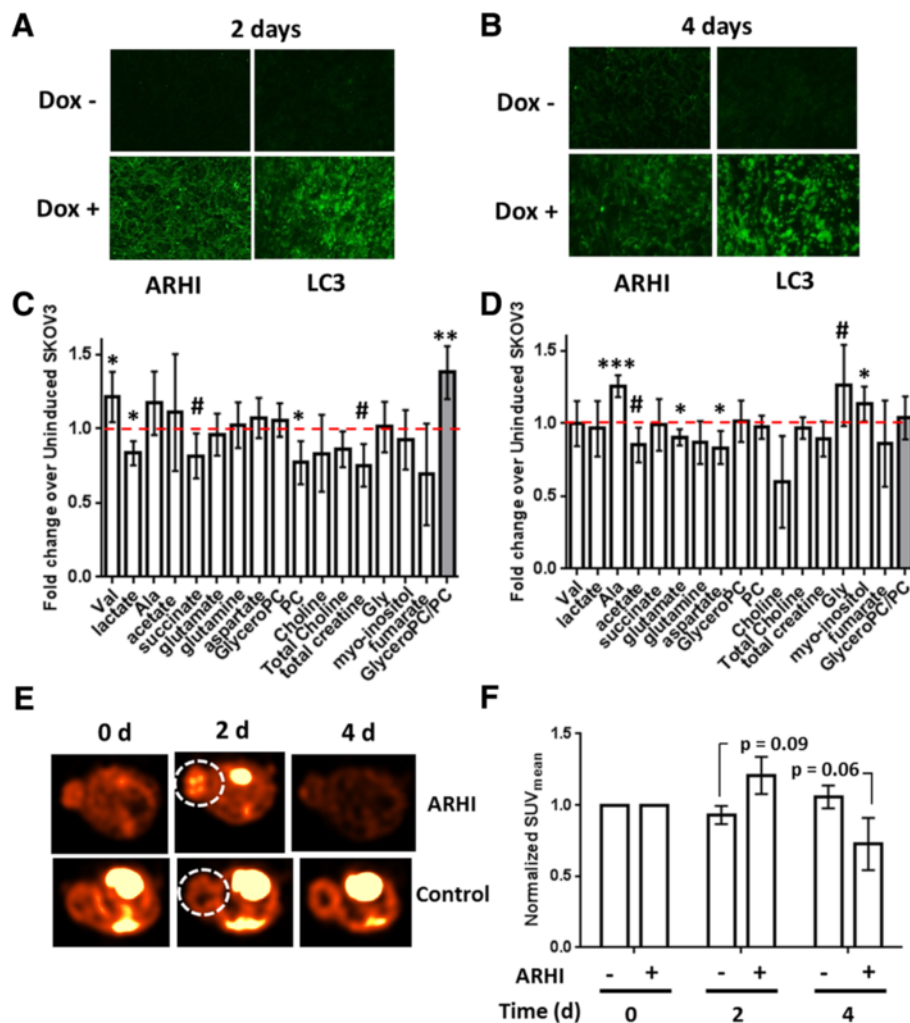 A
2 days
Dox -
Dox +
ARHI
LC3
B
4 days
Dox -
Dox +
ARHI
LC3
C
Fold change over Uninduced SKOV3
1.5
1.0
0.5
0.0
*
*
#
*
#
**
Val
lactate
Ala
acetate
succinate
glutamate
glutamine
aspartate
GlyceroPC
PC
Choline
Total Choline
total creatine
Gly
myo-inositol
fumarate
GlyceroPC/PC
D
Fold change over Uninduced SKOV3
1.5
1.0
0.5
0.0
***
#
*
*
#
*
Val
lactate
Ala
acetate
succinate
glutamate
glutamine
aspartate
GlyceroPC
PC
Choline
Total Choline
total creatine
Gly
myo-inositol
fumarate
GlyceroPC/PC
E
0 d
2 d
4 d
ARHI
Control
F
Normalized SUVmean
1.5
1.0
0.5
0.0
p = 0.09
p = 0.06
ARHI - + - + - +
Time (d) 0 2 4